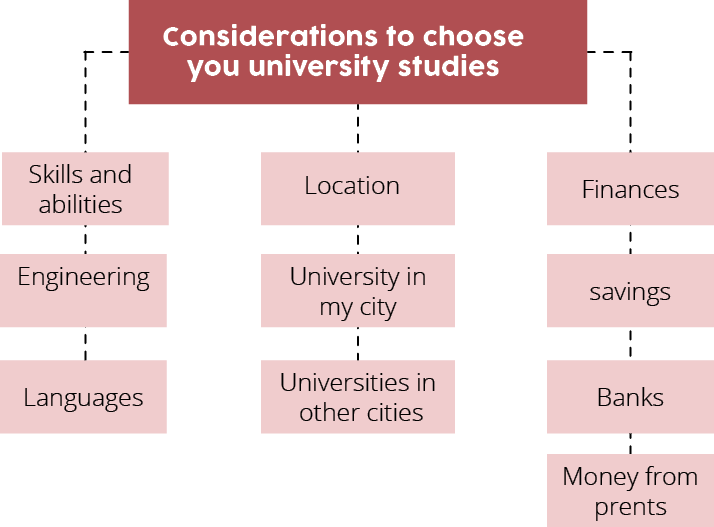 Considerations to choose
you university studies
Skills and
abilities
Location
Finances
Engineering
University in
my city
savings
Languages
Universities in
other cities
Banks
Money from
prents